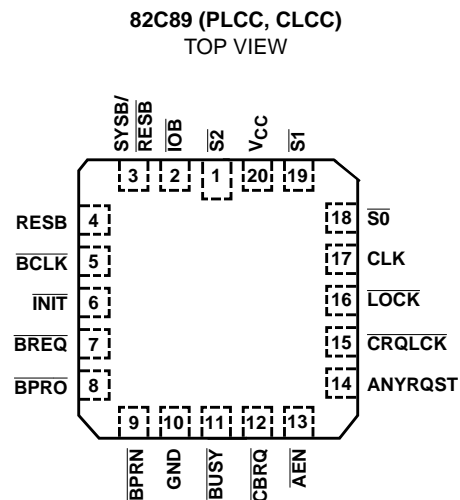 82C89 (PLCC, CLCC)
TOP VIEW
SYSB/
RESB
IOB
S2
VCC
S1
3
2
1
20
19
RESB
4
BCLK
5
INIT
6
BREQ
7
BPRO
8
18
S0
17
CLK
16
LOCK
15
CRQLCK
14
ANYRQST
9
10
11
12
13
BPRN
GND
BUSY
CBRQ
AEN